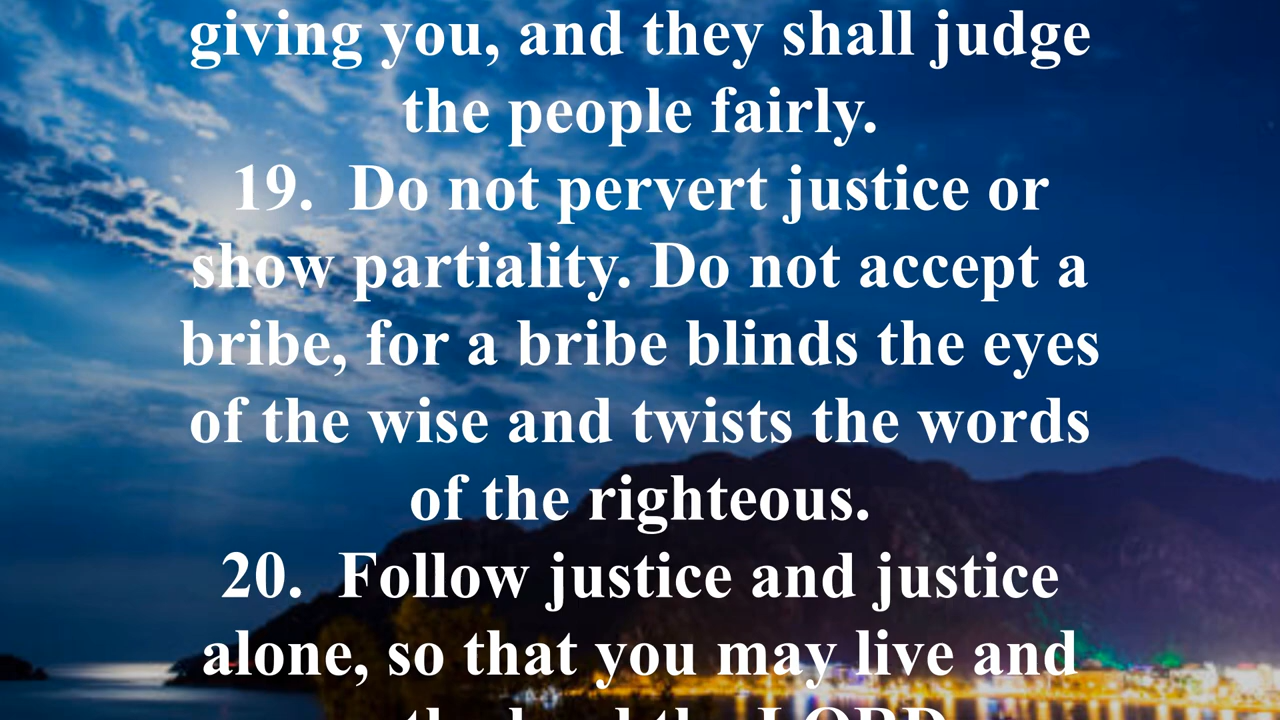 giving you, and they shall judge
the people fairly.
19.  Do not pervert justice or
show partiality. Do not accept a
bribe, for a bribe blinds the eyes
of the wise and twists the words
of the righteous.
20.  Follow justice and justice
alone, so that you may live and
the LORD